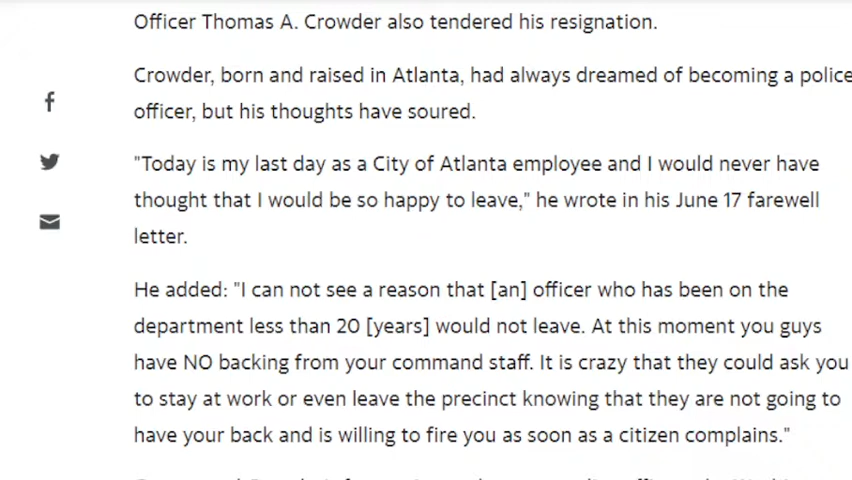 Officer Thomas A. Crowder also tendered his resignation.
Crowder, born and raised in Atlanta, had always dreamed of becoming a police
officer, but his thoughts have soured.
"Today is my last day as a City of Atlanta employee and I would never have
thought that I would be so happy to leave," he wrote in his June 17 farewell
letter.
He added: "I can not see a reason that [an] officer who has been on the
department less than 20 [years] would not leave. At this moment you guys
have NO backing from your command staff. It is crazy that they could ask you
to stay at work or even leave the precinct knowing that they are not going to
have your back and is willing to fire you as soon as a citizen complains."